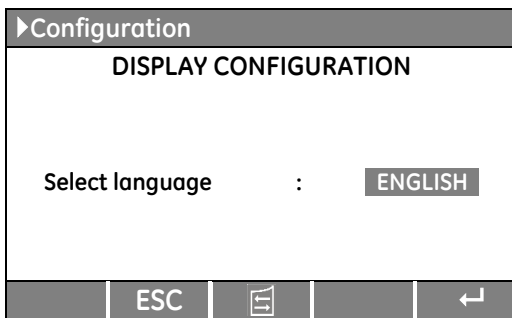 Configuration
DISPLAY CONFIGURATION
Select language : ENGLISH
ESC